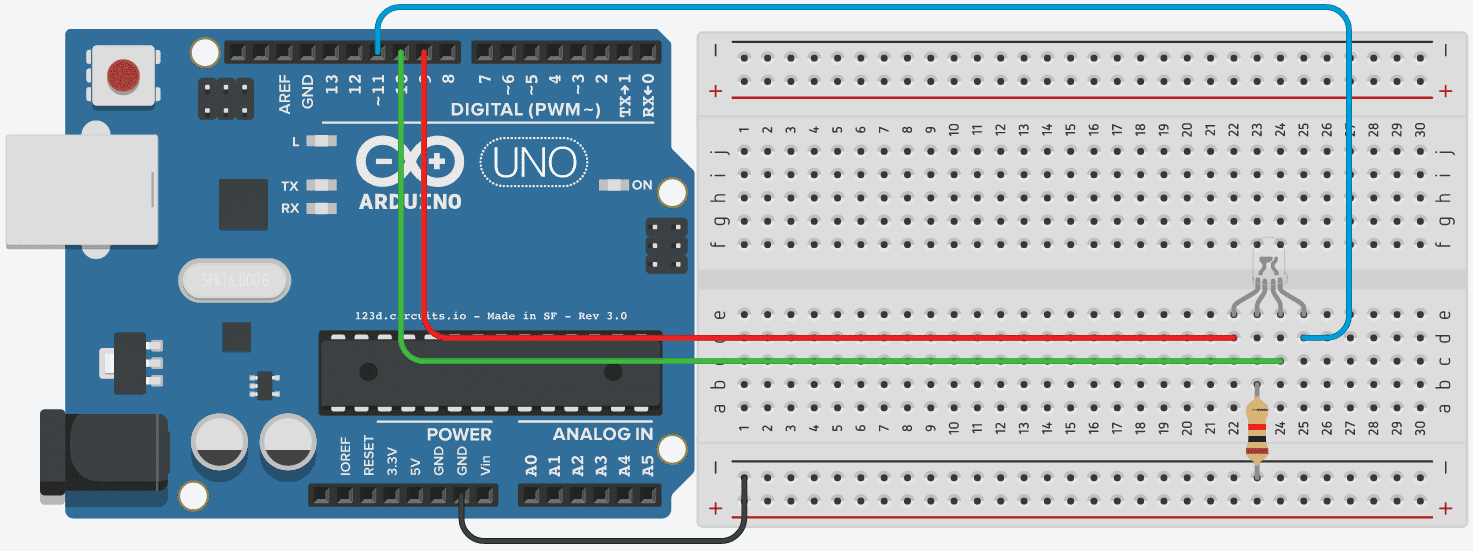 AREF
GND
13
12
~11
10
9
8
7
~6
~5
4
~3
2
TX→1
RX←0
DIGITAL (PWM~)
L
TX
RX
ARDUINO
UNO
ON
SPK16.000G
123d.circuits.io - Made in SF - Rev 3.0
POWER
ANALOG IN
IOREF
RESET
3.3V
5V
GND
GND
Vin
A0
A1
A2
A3
A4
A5
− −
+ +
1 2 3 4 5 6 7 8 9 10 11 12 13 14 15 16 17 18 19 20 21 22 23 24 25 26 27 28 29 30
j j
i i
h h
g g
f f
e e
d d
c c
b b
a a
1 2 3 4 5 6 7 8 9 10 11 12 13 14 15 16 17 18 19 20 21 22 23 24 25 26 27 28 29 30
− −
+ +